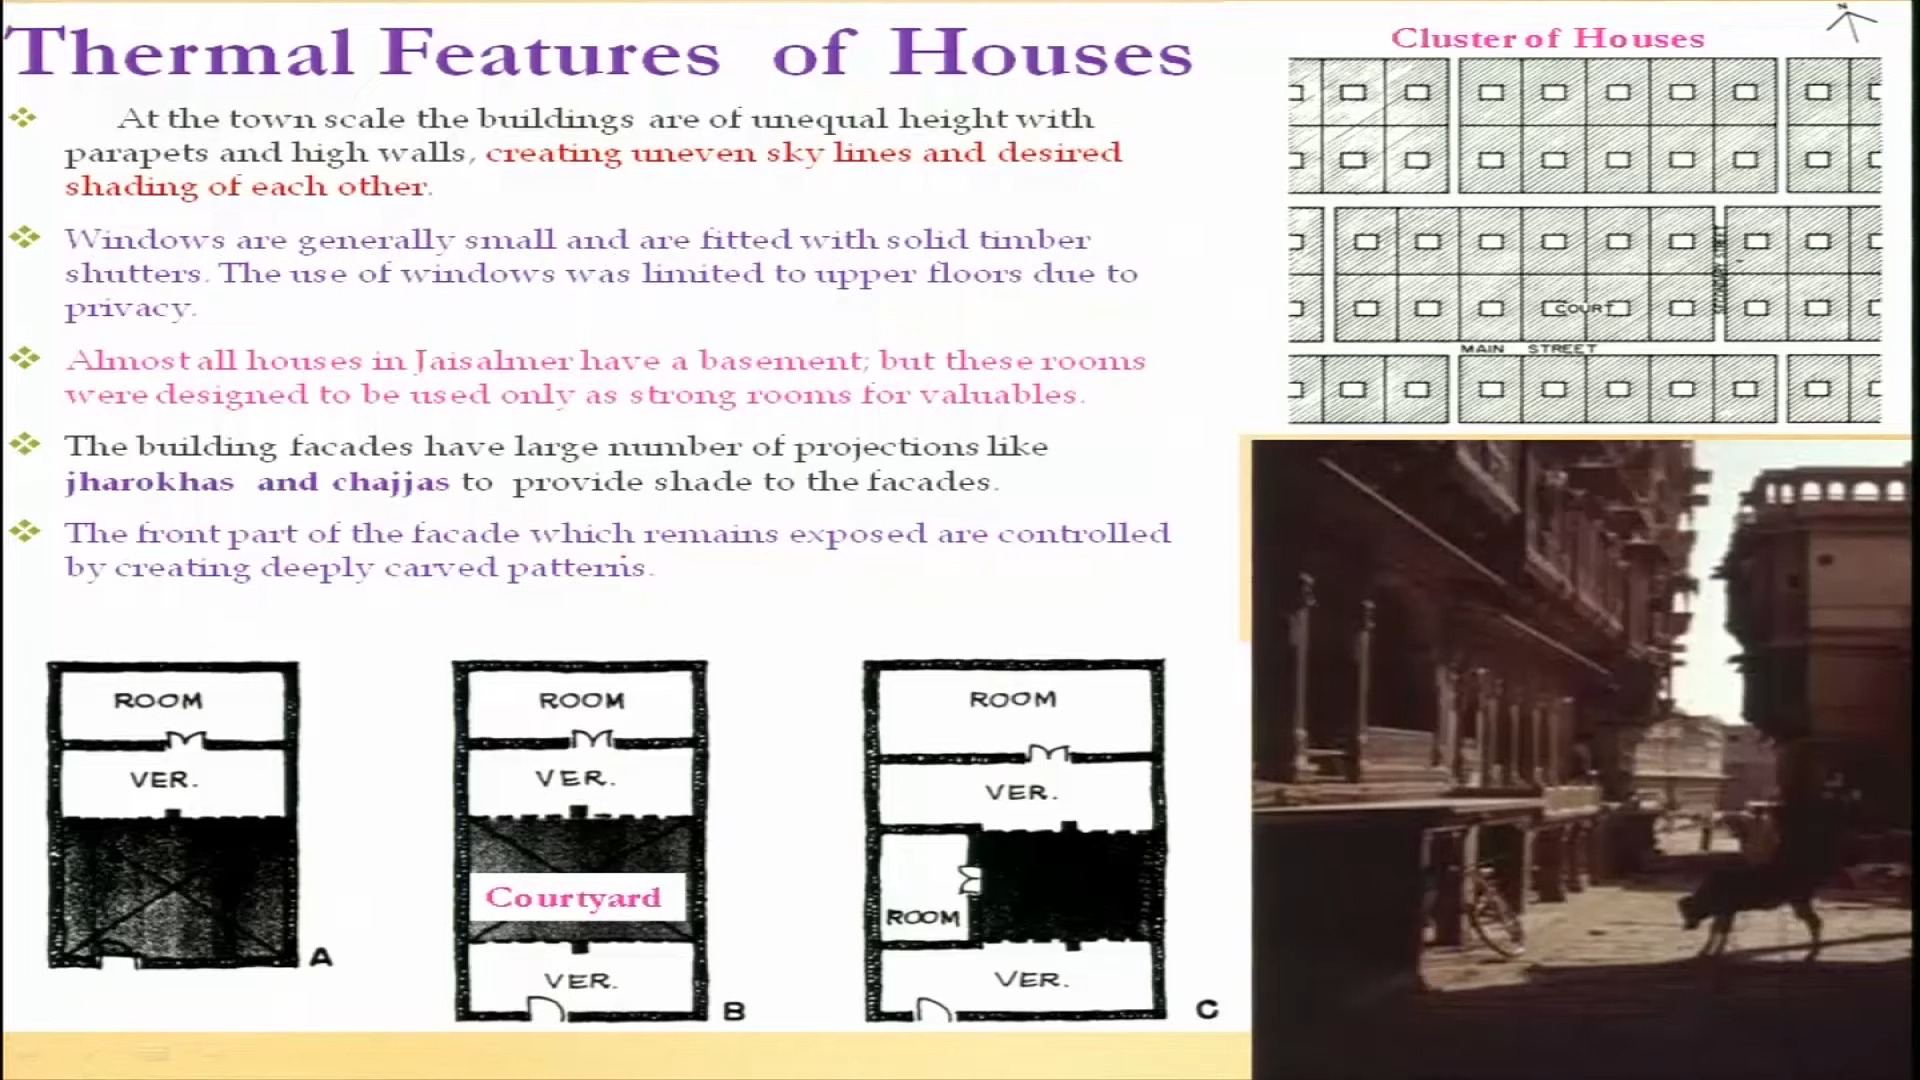 Thermal Features of Houses
At the town scale the buildings are of unequal height with
parapets and high walls, creating uneven sky lines and desired
shading of each other.
Windows are generally small and are fitted with solid timber
shutters. The use of windows was limited to upper floors due to
privacy.
Almost all houses in Jaisalmer have a basement; but these rooms
were designed to be used only as strong rooms for valuables.
The building facades have large number of projections like
jharokhas and chajjas to provide shade to the facades.
The front part of the facade which remains exposed are controlled
by creating deeply carved patterns.
Cluster of Houses
N
SECONDARY STREET
COURT
MAIN STREET
ROOM
VER.
A
ROOM
VER.
Courtyard
VER.
B
ROOM
VER.
ROOM
VER.
C